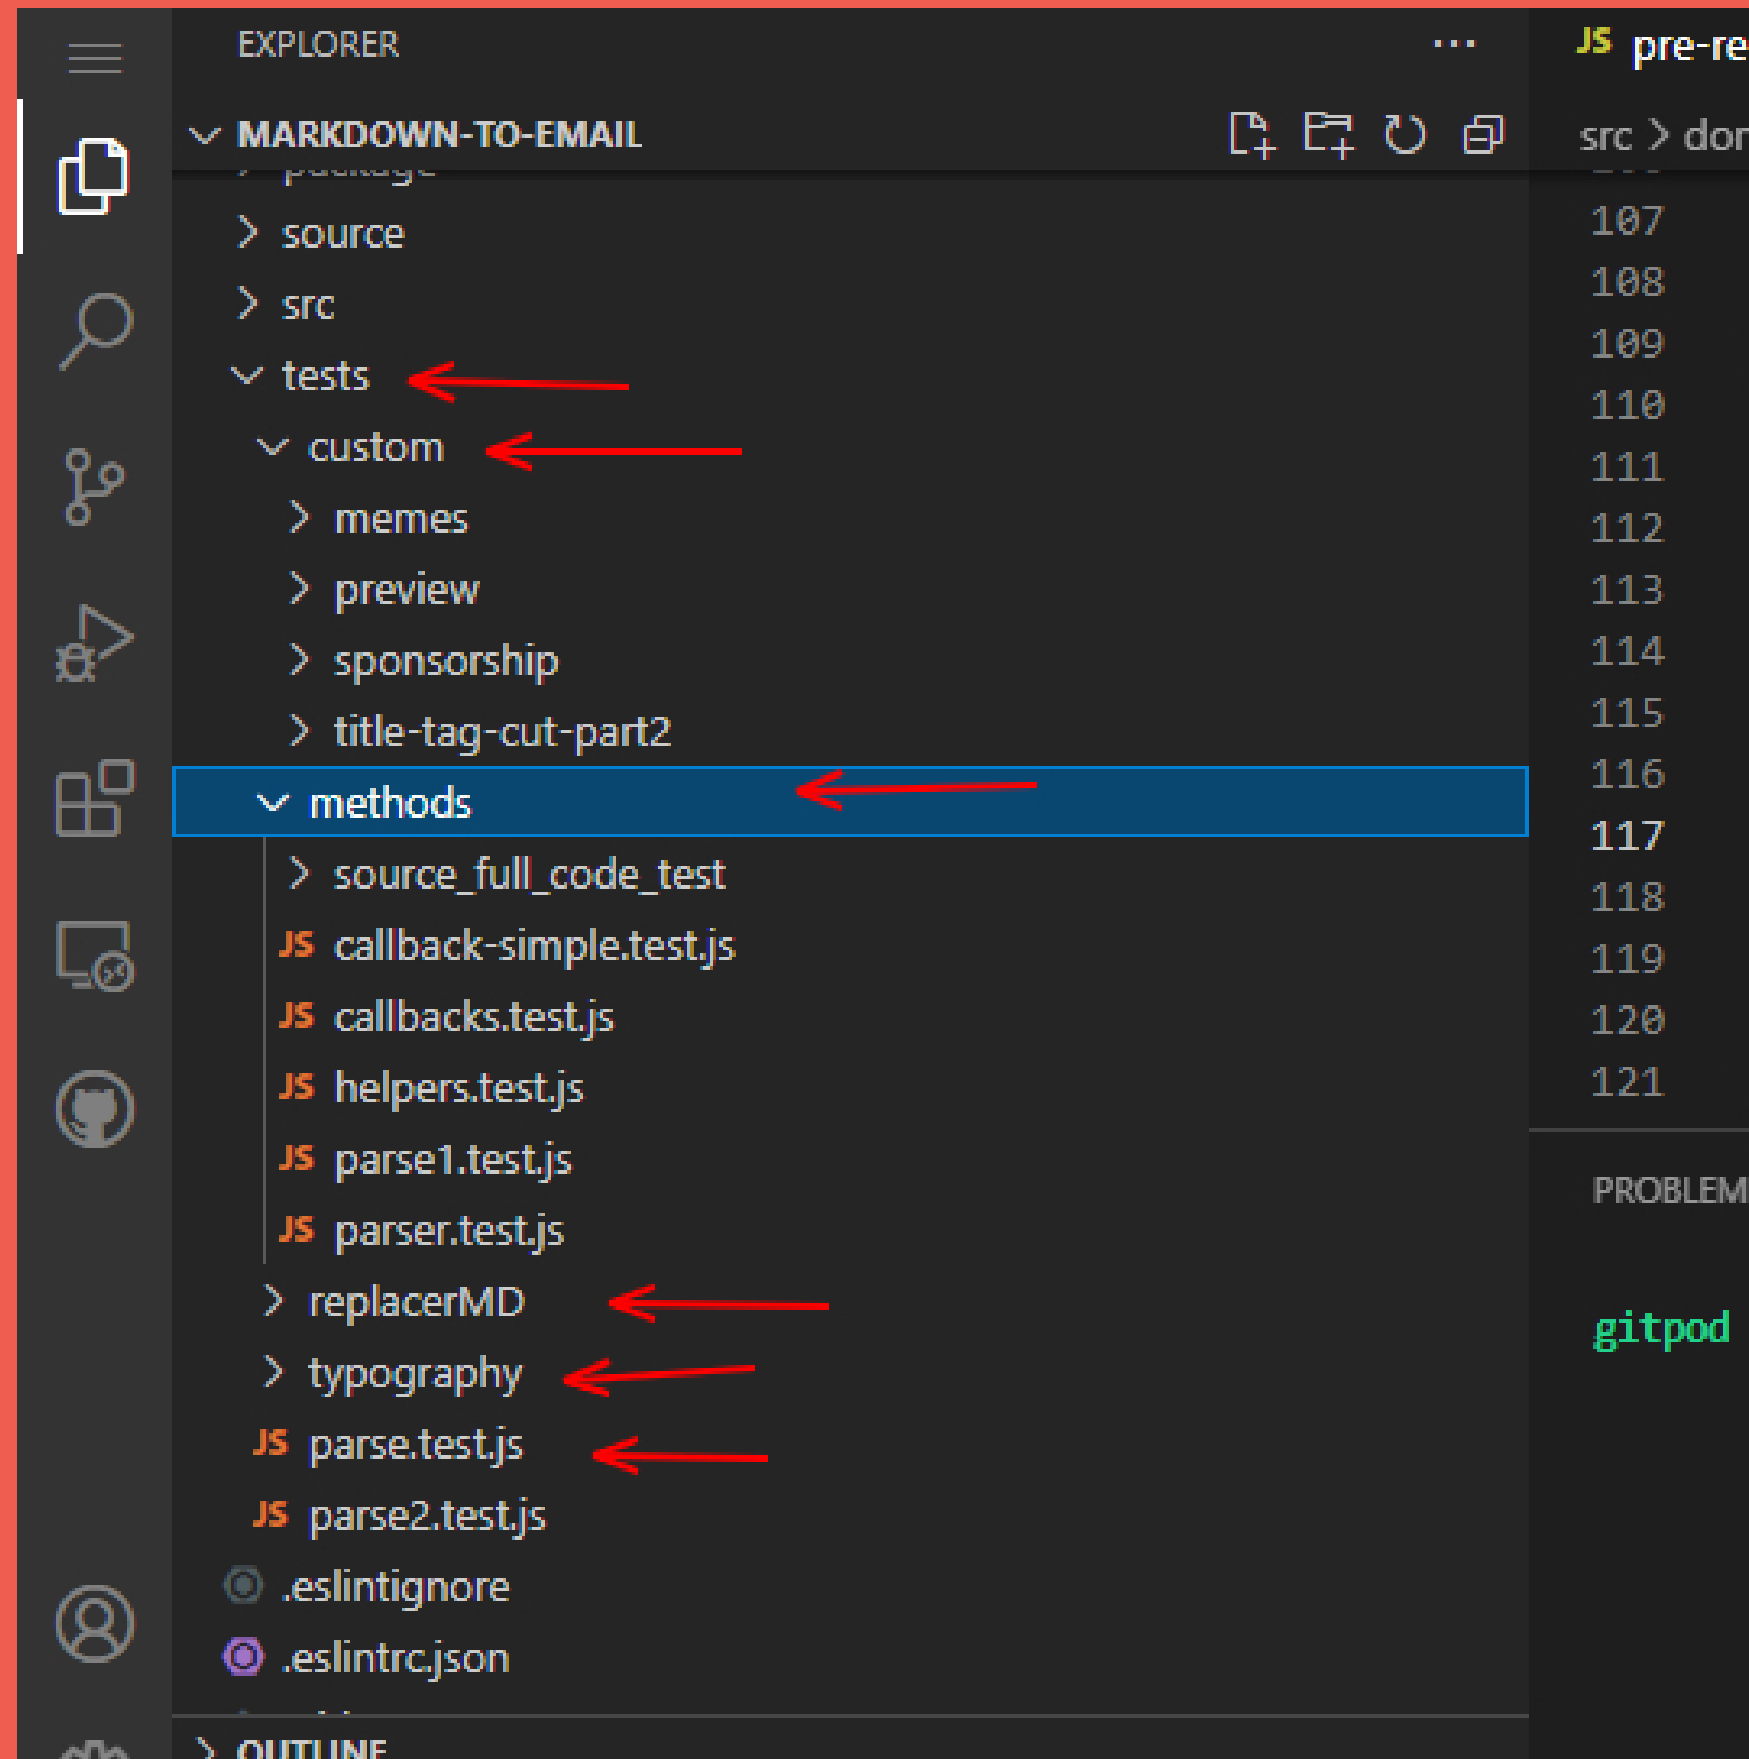 EXPLORER
MARKDOWN-TO-EMAIL
package
source
src
tests
custom
memes
preview
sponsorship
title-tag-cut-part2
methods
source_full_code_test
JS callback-simple.test.js
JS callbacks.test.js
JS helpers.test.js
JS parse1.test.js
JS parser.test.js
replacerMD
typography
JS parse.test.js
JS parse2.test.js
.eslintignore
.eslintrc.json
OUTLINE
JS pre-re
src > dor
107
108
109
110
111
112
113
114
115
116
117
118
119
120
121
PROBLEM
gitpod